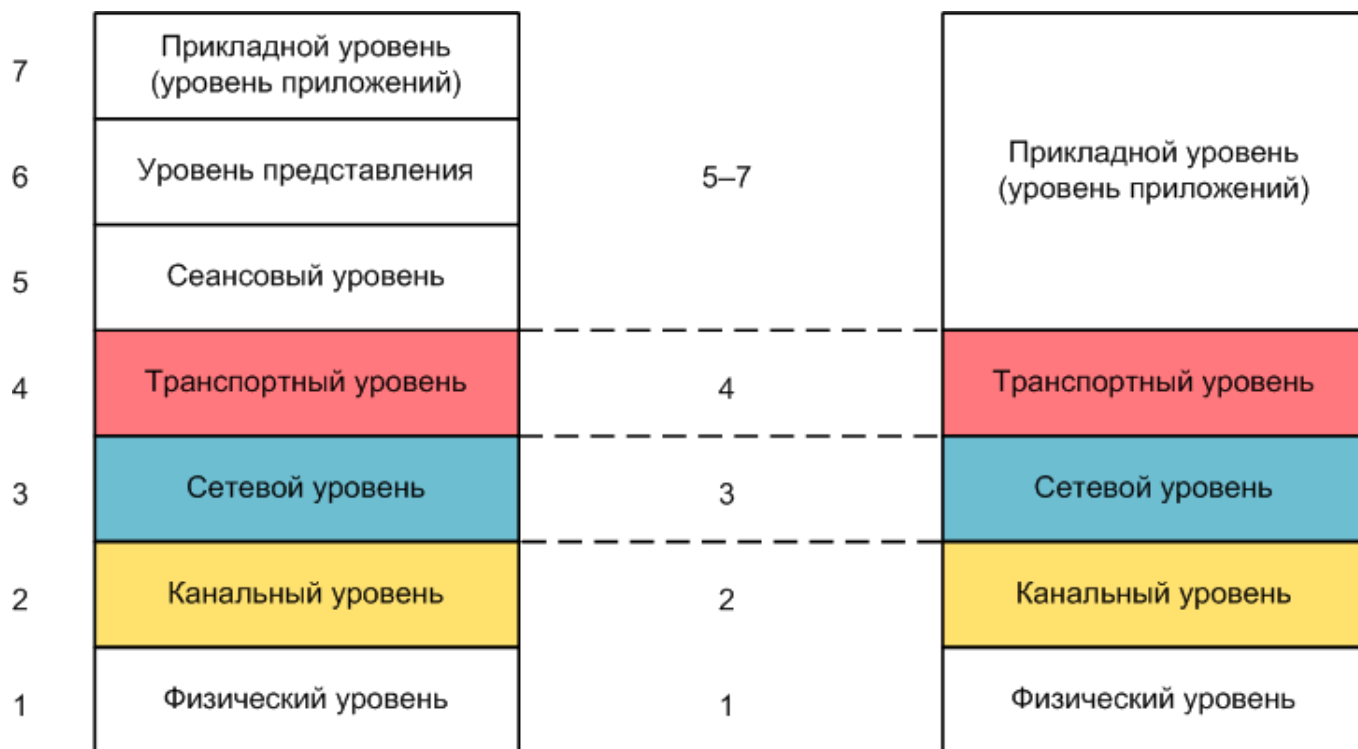 7
Прикладной уровень
(уровень приложений)
6
Уровень представления
5–7
Прикладной уровень
(уровень приложений)
5
Сеансовый уровень
4
Транспортный уровень
4
Транспортный уровень
3
Сетевой уровень
3
Сетевой уровень
2
Канальный уровень
2
Канальный уровень
1
Физический уровень
1
Физический уровень